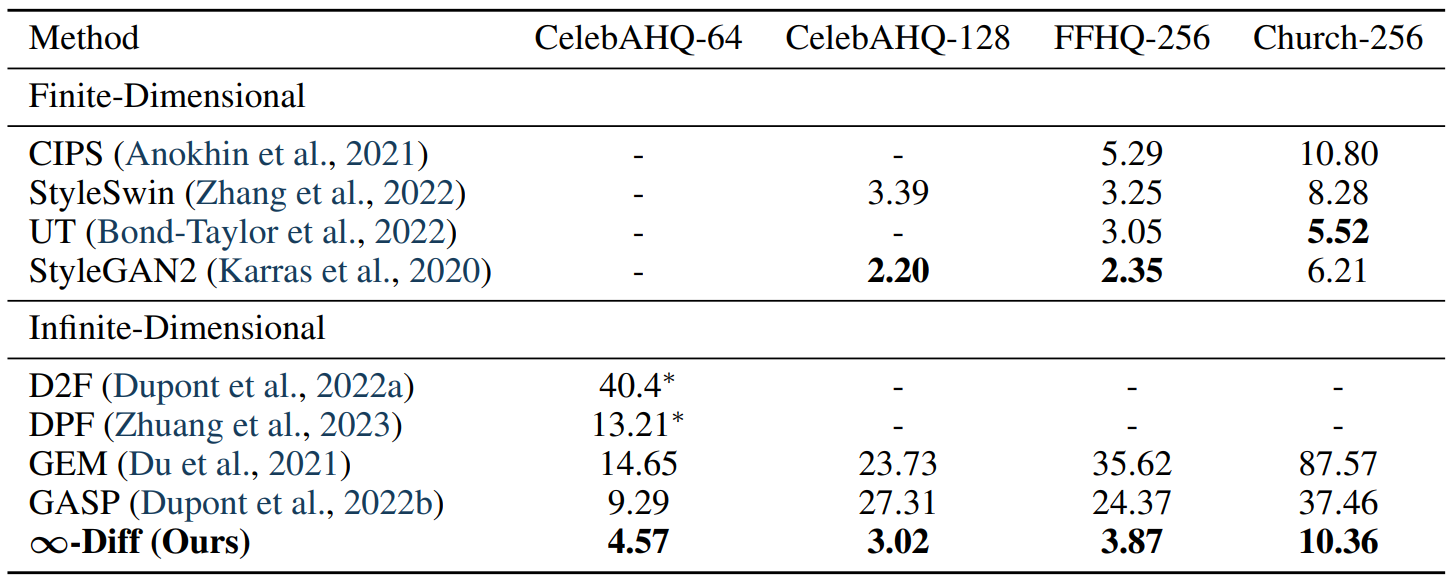 Method CelebAHQ-64 CelebAHQ-128 FFHQ-256 Church-256
Finite-Dimensional
CIPS (Anokhin et al., 2021) - - 5.29 10.80
StyleSwin (Zhang et al., 2022) - 3.39 3.25 8.28
UT (Bond-Taylor et al., 2022) - - 3.05 5.52
StyleGAN2 (Karras et al., 2020) - 2.20 2.35 6.21
Infinite-Dimensional
D2F (Dupont et al., 2022a) 40.4* - - -
DPF (Zhuang et al., 2023) 13.21* - - -
GEM (Du et al., 2021) 14.65 23.73 35.62 87.57
GASP (Dupont et al., 2022b) 9.29 27.31 24.37 37.46
∞-Diff (Ours) 4.57 3.02 3.87 10.36